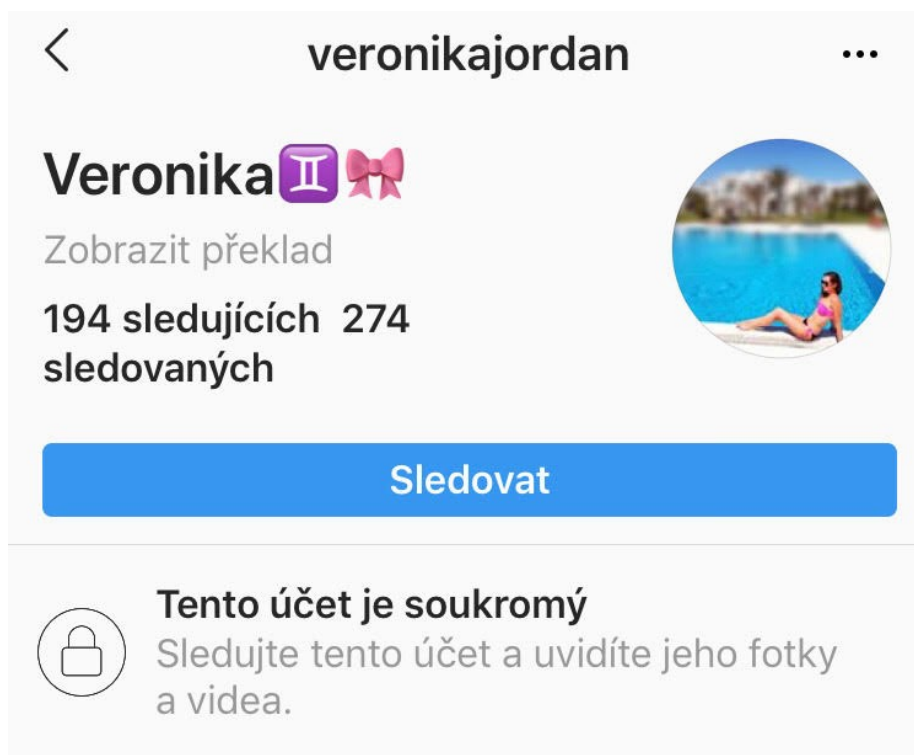 veronikajordan
Veronika♊🎀
Zobrazit překlad
194 sledujících 274
sledovaných
Sledovat
Tento účet je soukromý
Sledujte tento účet a uvidíte jeho fotky
a videa.